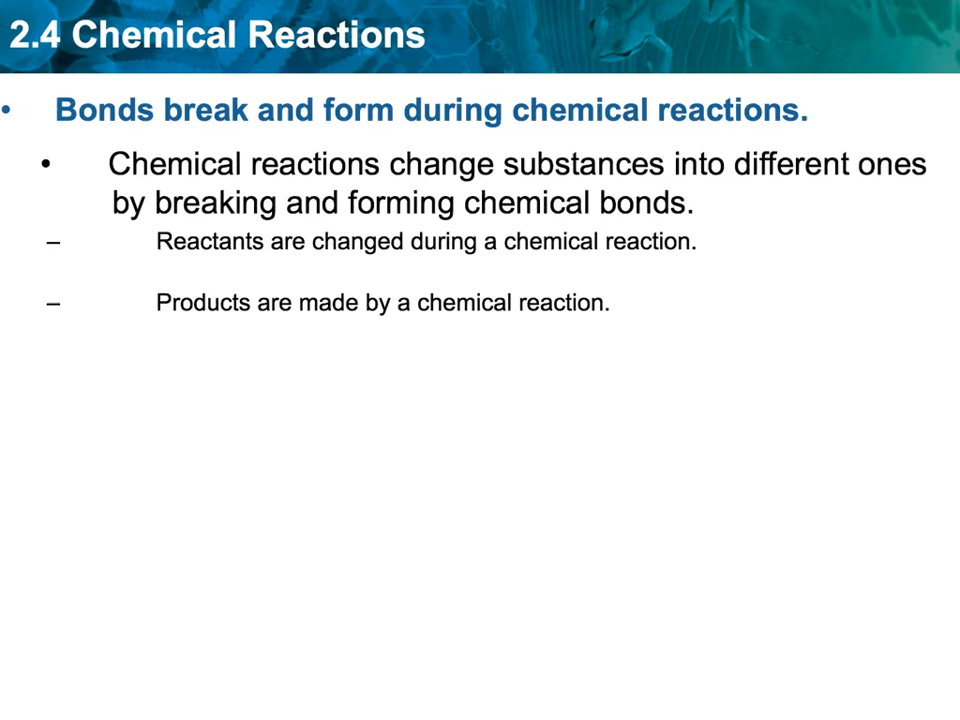 2.4 Chemical Reactions
• Bonds break and form during chemical reactions.
• Chemical reactions change substances into different ones
by breaking and forming chemical bonds.
– Reactants are changed during a chemical reaction.
– Products are made by a chemical reaction.